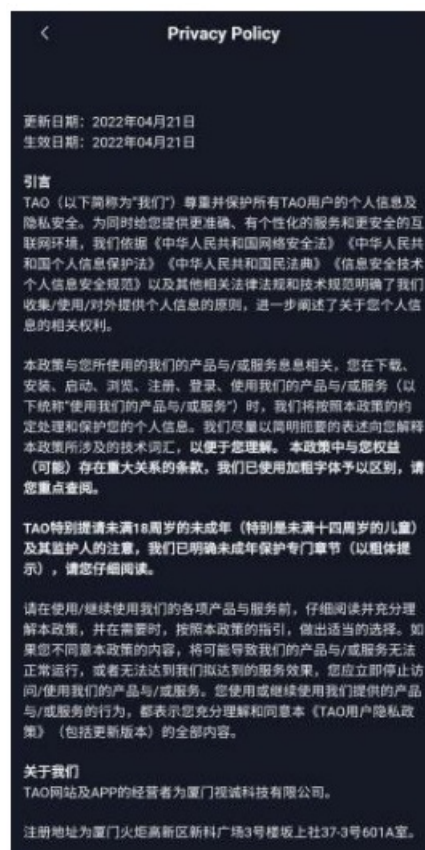 Privacy Policy
更新日期：2022年04月21日
生效日期：2022年04月21日
引言
TAO（以下简称为“我们”）尊重并保护所有TAO用户的个人信息及
隐私安全。为同时给您提供更准确、有个性化的服务和更安全的互
联网环境，我们依据《中华人民共和国网络安全法》《中华人民共
和国个人信息保护法》《中华人民共和国民法典》《信息安全技术
个人信息安全规范》以及其他相关法律法规和技术规范明确了我们
收集/使用/对外提供个人信息的原则，进一步阐述了关于您个人信
息的相关权利。
本政策与您所使用的我们的产品与/或服务息息相关，您在下载、
安装、启动、浏览、注册、登录、使用我们的产品与/或服务（以
下统称“使用我们的产品与/或服务”）时，我们将按照本政策的约
定处理和保护您的个人信息。我们尽量以简明扼要的表述向您解释
本政策所涉及的技术词汇，以便于您理解。 本政策中与您权益
（可能）存在重大关系的条款，我们已使用加粗字体予以区别，请
您重点查阅。
TAO特别提请未满18周岁的未成年（特别是未满十四周岁的儿童）
及其监护人的注意，我们已明确未成年保护专门章节（以粗体提
示），请您仔细阅读。
请在使用/继续使用我们的各项产品与服务前，仔细阅读并充分理
解本政策，并在需要时，按照本政策的指引，做出适当的选择。如
果您不同意本政策的内容，将可能导致我们的产品与/或服务无法
正常运行，或者无法达到我们拟达到的服务效果，您应立即停止访
问/使用我们的产品与/或服务。您使用或继续使用我们提供的产品
与/或服务的行为，都表示您充分理解和同意本《TAO用户隐私政
策》（包括更新版本）的全部内容。
关于我们
TAO网站及APP的经营者为厦门视诚科技有限公司。
注册地址为厦门火炬高新区新科广场3号楼坂上社37-3号601A室。